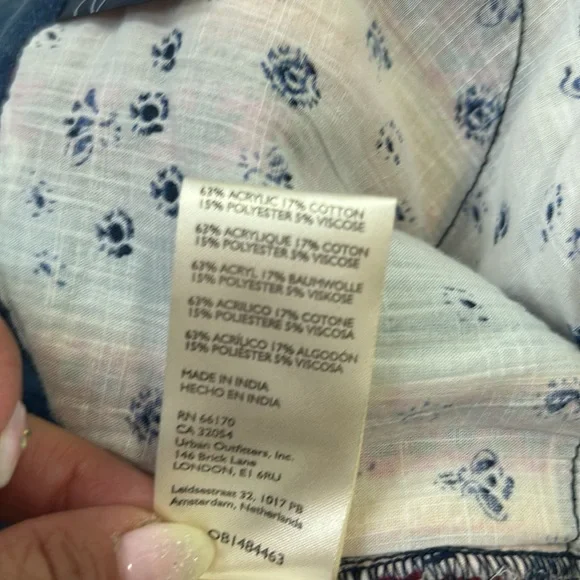 63% ACRYLIC 17% COTTON
15% POLYESTER 5% VISCOSE
63% ACRYLIQUE 17% COTON
15% POLYESTER 5% VISCOSE
63% ACRYL 17% BAUMWOLLE
15% POLYESTER 5% VISKOSE
63% ACRILICO 17% COTONE
15% POLIESTERE 5% VISCOSA
63% ACRÍLICO 17% ALGODÓN
15% POLIÉSTER 5% VISCOSA
MADE IN INDIA
HECHO EN INDIA
RN 66170
CA 32054
Urban Outfitters, Inc.
146 Brick Lane
LONDON, E1 6RU
Leidsestraat 32, 1017 PB
Amsterdam, Netherlands
OB1484463